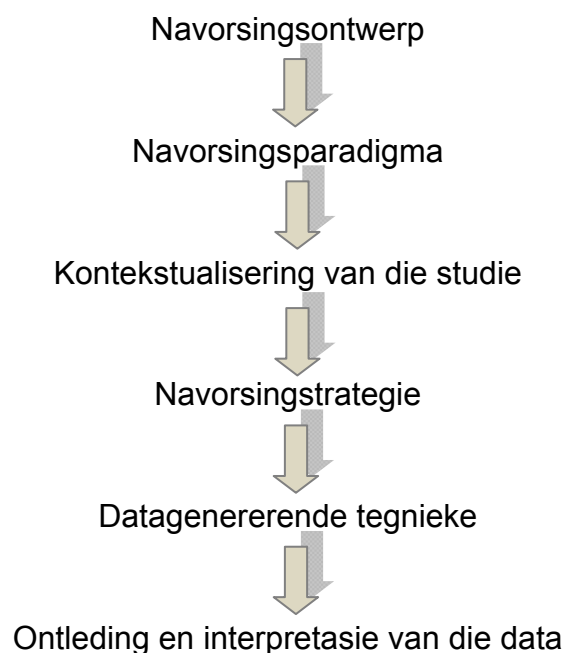 Navorsingsontwerp
Navorsingsparadigma
Kontekstualisering van die studie
Navorsingstrategie
Datagenererende tegnieke
Ontleding en interpretasie van die data